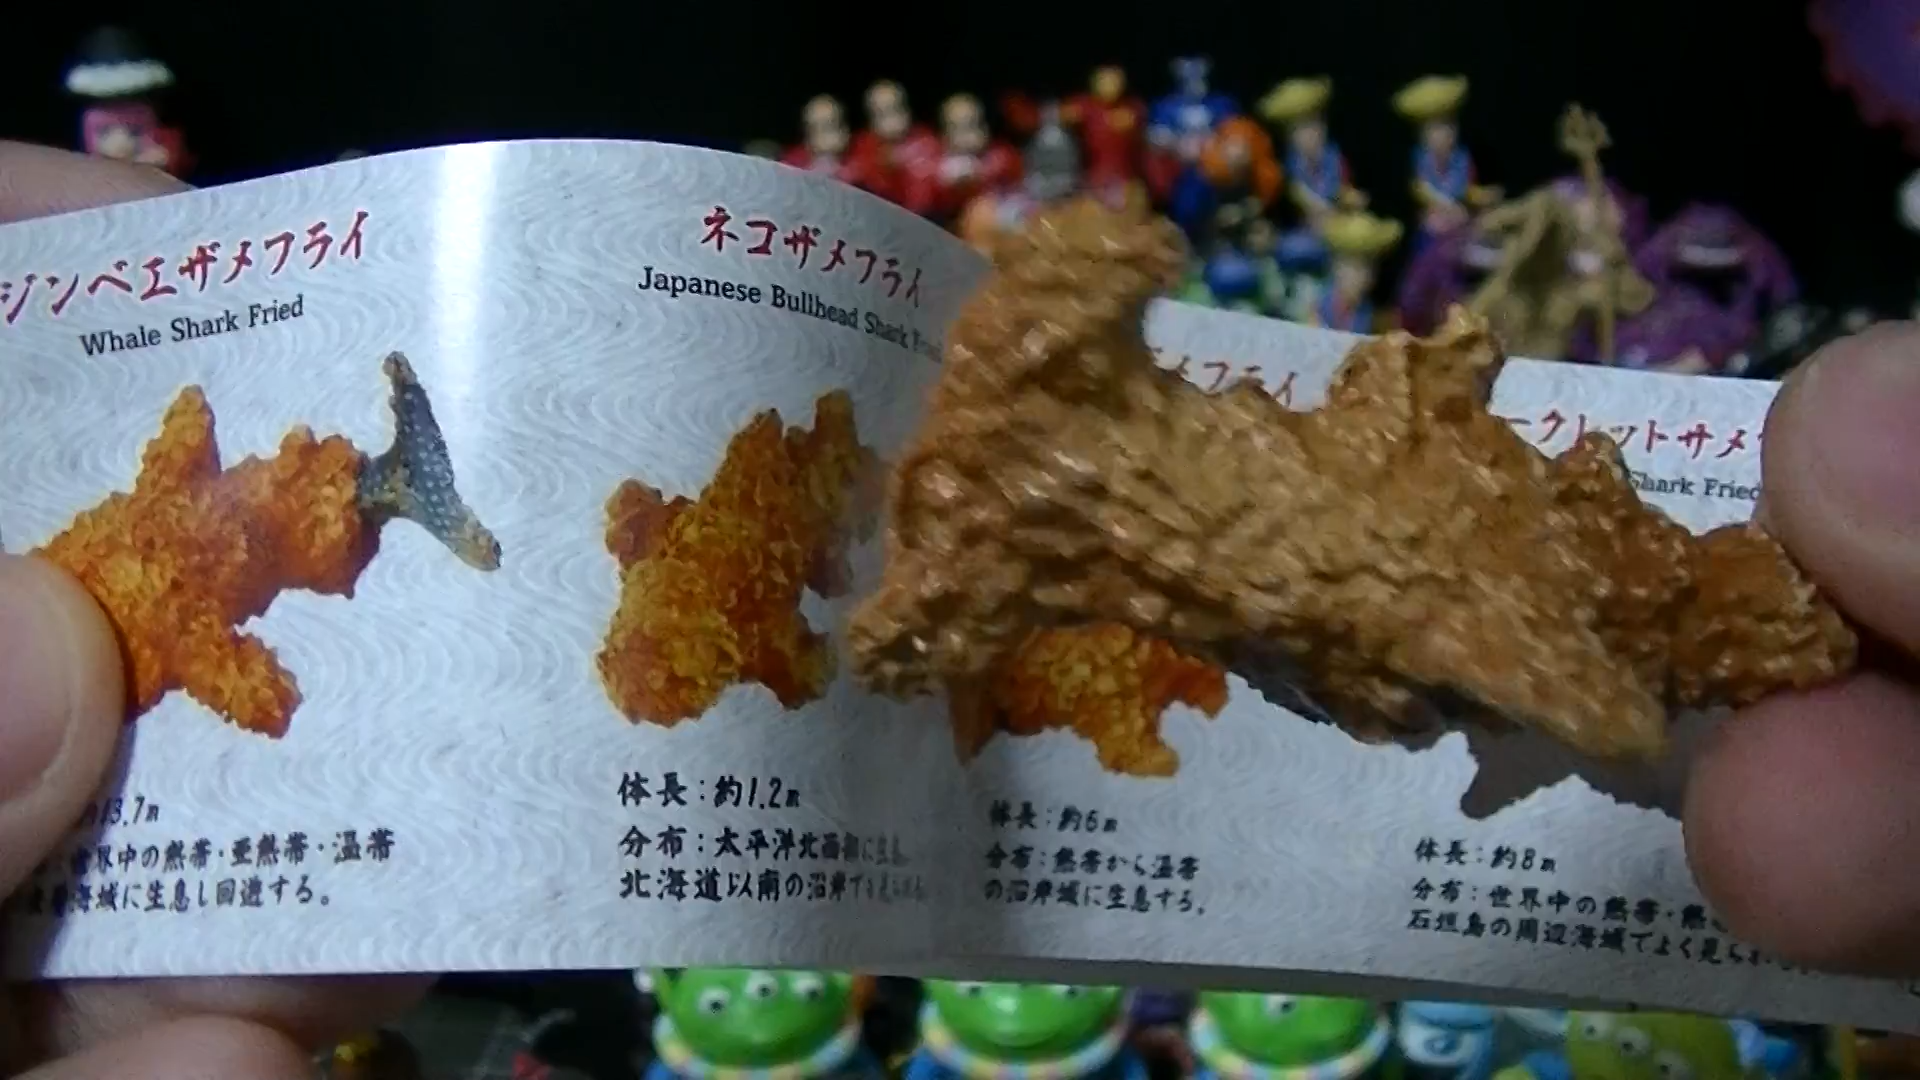 ジンベエザメフライ
Whale Shark Fried
13.7m
世界中の熱帯・亜熱帯・温帯
海域に生息し回遊する。
ネコザメフライ
Japanese Bullhead Shark
体長：約1.2m
分布：太平洋北西
北海道以南の沿岸で
メフライ
体長：約6m
分布：熱帯から温帯
の沿岸域に生息する。
ークレットサメ
Shark Fried
体長：約8m
分布：世界中の熱帯・
石垣島の周辺海域でよく見